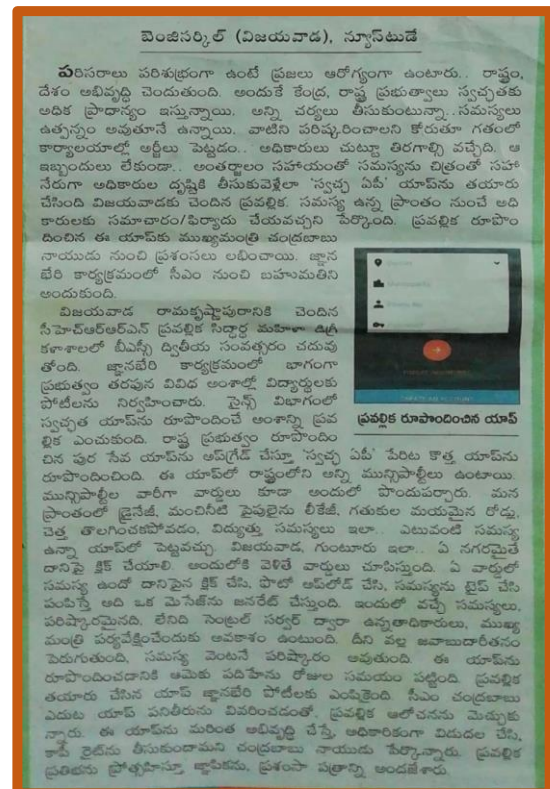 బెంజిసర్కిల్ (విజయవాడ), న్యూస్‌టుడే
పరిసరాలు పరిశుభ్రంగా ఉంటే ప్రజలు ఆరోగ్యంగా ఉంటారు.. రాష్ట్రం,
దేశం అభివృద్ధి చెందుతుంది. అందుకే కేంద్ర, రాష్ట్ర ప్రభుత్వాలు స్వచ్ఛతకు
అధిక ప్రాధాన్యం ఇస్తున్నాయి. అన్ని చర్యలు తీసుకుంటున్నా..సమస్యలు
ఉత్పన్నం అవుతూనే ఉన్నాయి. వాటిని పరిష్కరించాలని కోరుతూ గతంలో
కార్యాలయాల్లో అర్జీలు పెట్టడం.. అధికారులు చుట్టూ తిరగాల్సి వచ్చేది. ఆ
ఇబ్బందులు లేకుండా.. అంతర్జాలం సహాయంతో సమస్యను చిత్రంతో సహా
నేరుగా అధికారుల దృష్టికి తీసుకువెళ్లేలా 'స్వచ్ఛ ఏపీ' యాప్‌ను తయారు
చేసింది విజయవాడకు చెందిన ప్రవల్లిక. సమస్య ఉన్న ప్రాంతం నుంచే అధి
కారులకు సమాచారం/ఫిర్యాదు చేయవచ్చని పేర్కొంది. ప్రవల్లిక రూపొం
దించిన ఈ యాప్‌కు ముఖ్యమంత్రి చంద్రబాబు
నాయుడు నుంచి ప్రశంసలు లభించాయి. జ్ఞాన
భేరి కార్యక్రమంలో సీఎం నుంచి బహుమతిని
అందుకుంది.
విజయవాడ రామకృష్ణాపురానికి చెందిన
సీహెచ్ఆర్ఆర్ఎన్ ప్రవల్లిక సిద్ధార్థ మహిళా డిగ్రీ
కళాశాలలో బీఎస్సీ ద్వితీయ సంవత్సరం చదువు
తోంది. జ్ఞానభేరి కార్యక్రమంలో భాగంగా
ప్రభుత్వం తరఫున వివిధ అంశాల్లో విద్యార్థులకు
పోటీలను నిర్వహించారు. సైన్స్ విభాగంలో
స్వచ్ఛత యాప్‌ను రూపొందించే అంశాన్ని ప్రవ
ల్లిక ఎంచుకుంది. రాష్ట్ర ప్రభుత్వం రూపొందిం
చిన పుర సేవ యాప్‌ను అప్‌గ్రేడ్ చేస్తూ 'స్వచ్ఛ ఏపీ' పేరిట కొత్త యాప్‌ను
రూపొందించింది. ఈ యాప్‌లో రాష్ట్రంలోని అన్ని మున్సిపాల్టీలు ఉంటాయి.
మున్సిపాల్టీల వారీగా వార్డులు కూడా అందులో పొందుపర్చారు. మన
ప్రాంతంలో డ్రైనేజీ, మంచినీటి పైపులైను లీకేజీ, గతుకుల మయమైన రోడ్లు,
చెత్త తొలగించకపోవడం, విద్యుత్తు సమస్యలు ఇలా.. ఎటువంటి సమస్య
ఉన్నా యాప్‌లో పెట్టవచ్చు. విజయవాడ, గుంటూరు ఇలా.. ఏ నగరమైతే
దానిపై క్లిక్ చేయాలి. అందులోకి వెళితే వార్డులు చూపిస్తుంది. ఏ వార్డులో
సమస్య ఉందో దానిపైన క్లిక్ చేసి, ఫొటో అప్‌లోడ్ చేసి, సమస్యను టైప్ చేసి
పంపిస్తే అది ఒక మెసేజ్‌ను జనరేట్ చేస్తుంది. ఇందులో వచ్చే సమస్యలు,
పరిష్కారమైనది, లేనిది సెంట్రల్ సర్వర్ ద్వారా ఉన్నతాధికారులు, ముఖ్య
మంత్రి పర్యవేక్షించేందుకు అవకాశం ఉంటుంది. దీని వల్ల జవాబుదారీతనం
పెరుగుతుంది, సమస్య వెంటనే పరిష్కారం అవుతుంది. ఈ యాప్‌ను
రూపొందించడానికి ఆమెకు పదిహేను రోజుల సమయం పట్టింది. ప్రవల్లిక
తయారు చేసిన యాప్ జ్ఞానభేరి పోటీలకు ఎంపికైంది. సీఎం చంద్రబాబు
ఎదుట యాప్ పనితీరును వివరించడంతో, ప్రవల్లిక ఆలోచనను మెచ్చుకు
న్నారు. ఈ యాప్‌ను మరింత అభివృద్ధి చేస్తే, అధికారికంగా విడుదల చేసి,
కాపీ రైట్‌ను తీసుకుందామని చంద్రబాబు నాయుడు పేర్కొన్నారు. ప్రవల్లిక
ప్రతిభను ప్రోత్సహిస్తూ జ్ఞాపికను, ప్రశంసా పత్రాన్ని అందజేశారు.
ప్రవల్లిక రూపొందించిన యాప్